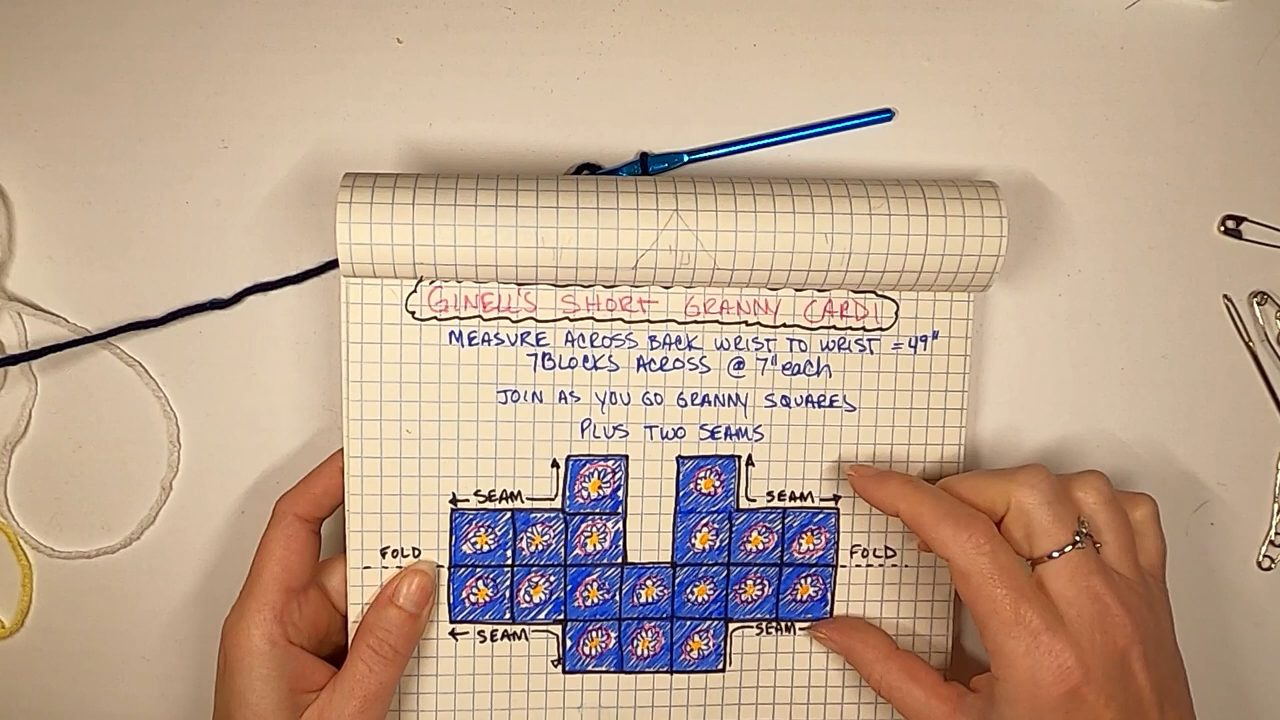 GINELL'S SHORT GRANNY CARDI
MEASURE ACROSS BACK WRIST TO WRIST = 49"
7 BLOCKS ACROSS @ 7" each
JOIN AS YOU GO GRANNY SQUARES
PLUS TWO SEAMS
SEAM SEAM
FOLD FOLD
SEAM SEAM